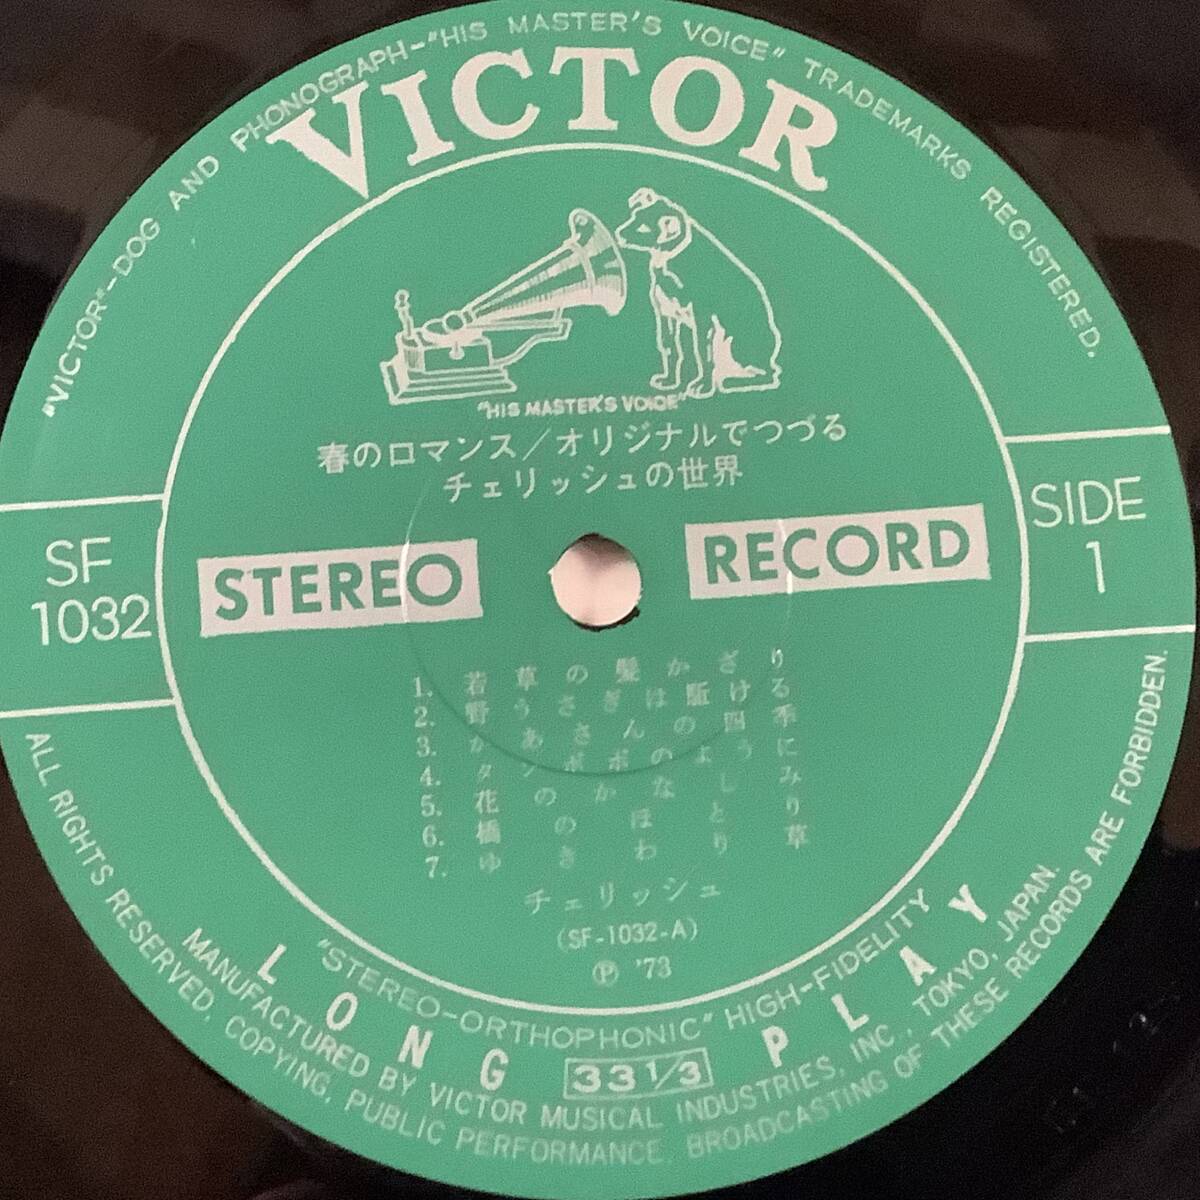 "VICTOR"–DOG AND PHONOGRAPH–"HIS MASTER'S VOICE" TRADEMARKS REGISTERED.
VICTOR
"HIS MASTER'S VOICE"
春のロマンス/オリジナルでつづる
チェリッシュの世界
SF
1032
SIDE
1
STEREO RECORD
1. 若草の髪かざり
2. 野うさぎは駈ける
3. かあさんの四季
4. タンポポのように
5. 花のかなしみ
6. 橋のほとり
7. ゆきわり草
チェリッシュ
(SF-1032-A)
Ⓟ '73
"STEREO-ORTHOPHONIC" HIGH-FIDELITY
LONG 33 1/3 PLAY
MANUFACTURED BY VICTOR MUSICAL INDUSTRIES, INC., TOKYO, JAPAN.
ALL RIGHTS RESERVED. COPYING, PUBLIC PERFORMANCE. BROADCASTING OF THESE RECORDS ARE FORBIDDEN.